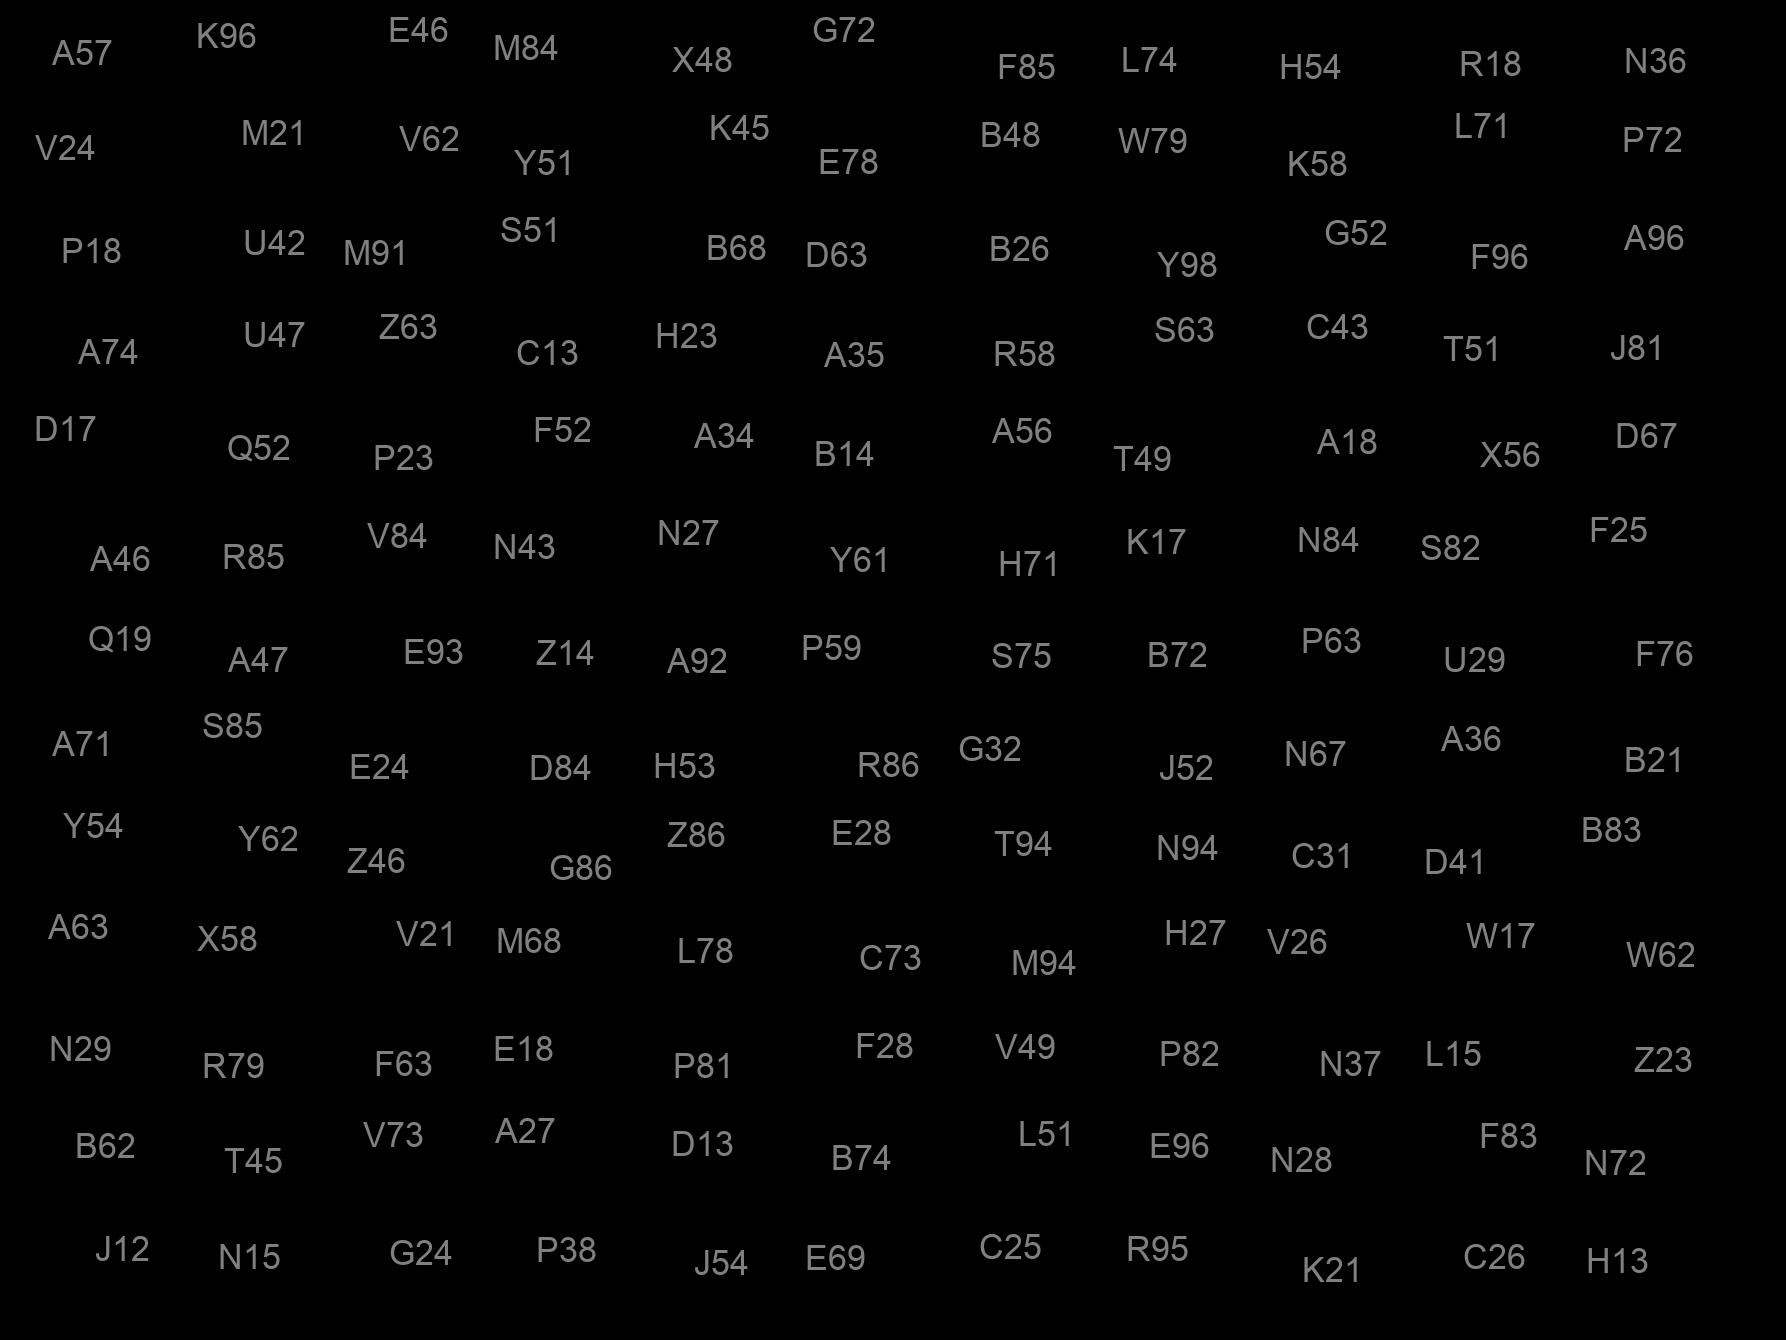 A57 K96 E46 M84 X48 G72 F85 L74 H54 R18 N36
V24 M21 V62 Y51 K45 E78 B48 W79 K58 L71 P72
P18 U42 M91 S51 B68 D63 B26 Y98 G52 F96 A96
A74 U47 Z63 C13 H23 A35 R58 S63 C43 T51 J81
D17 Q52 P23 F52 A34 B14 A56 T49 A18 X56 D67
A46 R85 V84 N43 N27 Y61 H71 K17 N84 S82 F25
Q19 A47 E93 Z14 A92 P59 S75 B72 P63 U29 F76
A71 S85 E24 D84 H53 R86 G32 J52 N67 A36 B21
Y54 Y62 Z46 G86 Z86 E28 T94 N94 C31 D41 B83
A63 X58 V21 M68 L78 C73 M94 H27 V26 W17 W62
N29 R79 F63 E18 P81 F28 V49 P82 N37 L15 Z23
B62 T45 V73 A27 D13 B74 L51 E96 N28 F83 N72
J12 N15 G24 P38 J54 E69 C25 R95 K21 C26 H13